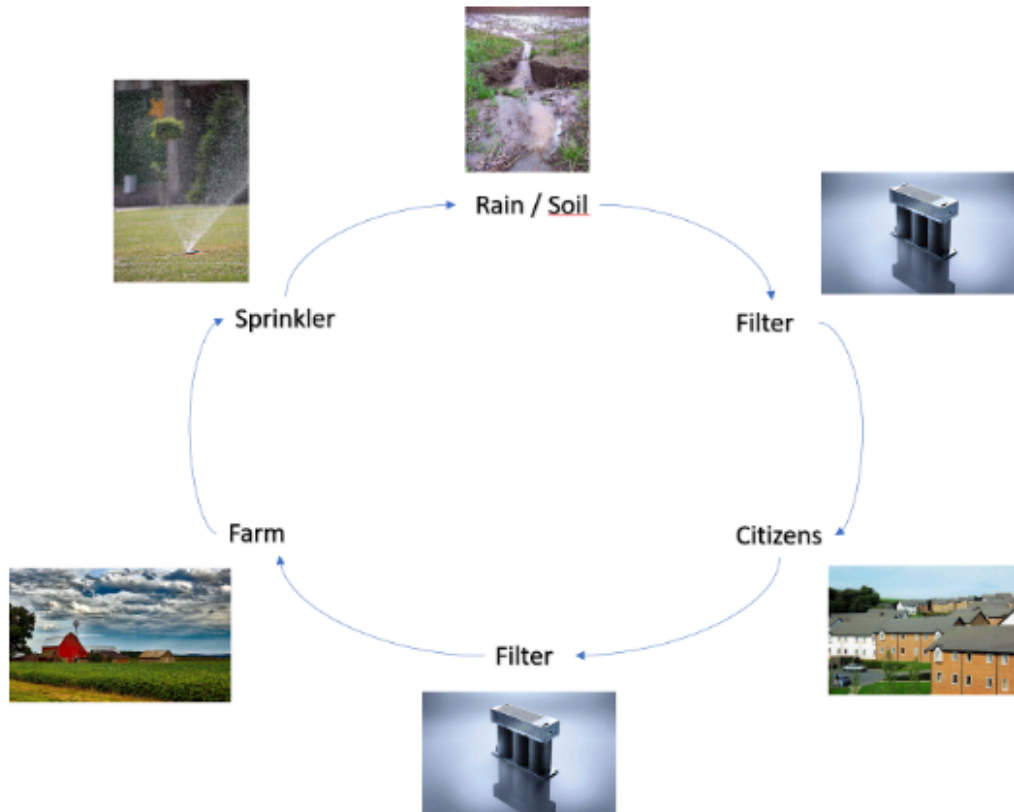 Rain / Soil
Sprinkler
Filter
Farm
Citizens
Filter